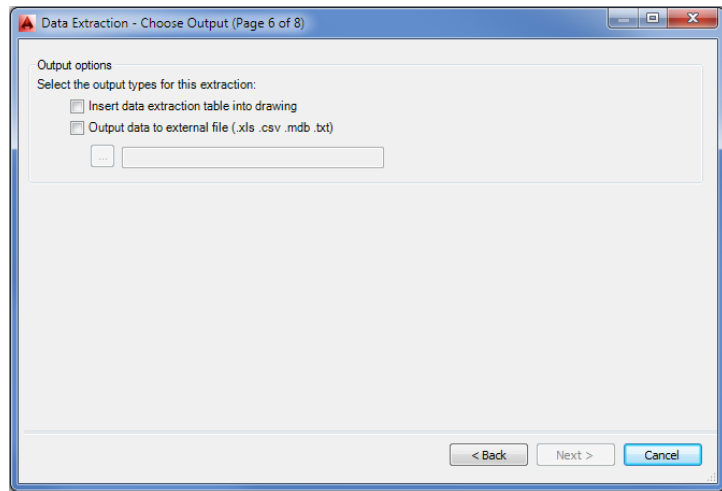 Data Extraction - Choose Output (Page 6 of 8)
Output options
Select the output types for this extraction:
Insert data extraction table into drawing
Output data to external file (.xls .csv .mdb .txt)
...
< Back Next > Cancel